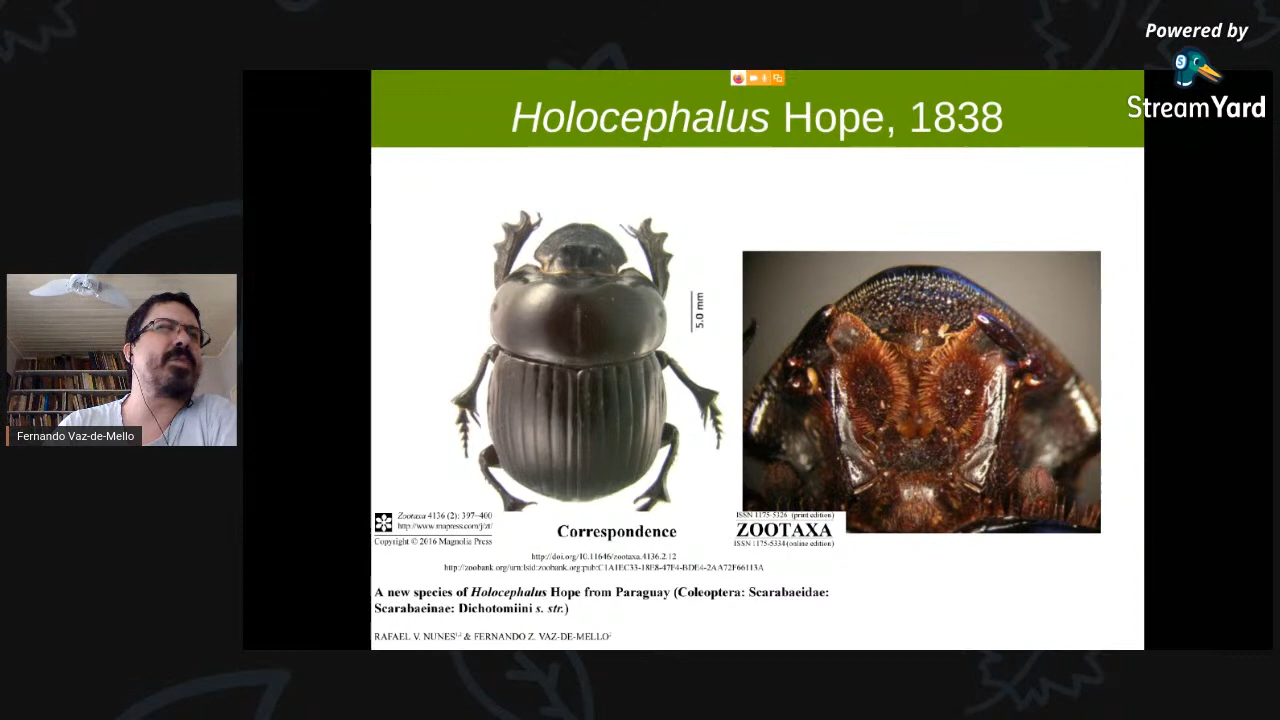 Powered by
StreamYard
Holocephalus Hope, 1838
5.0 mm
Fernando Vaz-de-Mello
Zootaxa 4136 (2): 397–400
http://www.mapress.com/j/zt/
Copyright © 2016 Magnolia Press
Correspondence
ISSN 1175-5326 (print edition)
ZOOTAXA
ISSN 1175-5334 (online edition)
http://doi.org/10.11646/zootaxa.4136.2.12
http://zoobank.org/urn:lsid:zoobank.org:pub:C1A1EC33-18E8-47F4-BDE4-2AA72F66113A
A new species of Holocephalus Hope from Paraguay (Coleoptera: Scarabaeidae:
Scarabaeinae: Dichotomiini s. str.)
RAFAEL V. NUNES & FERNANDO Z. VAZ-DE-MELLO